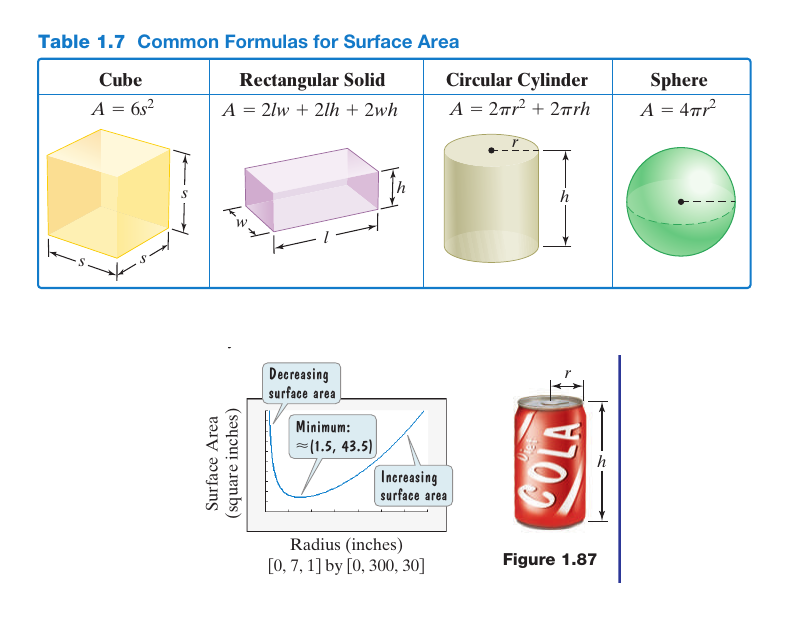 Table 1.7 Common Formulas for Surface Area
Cube
Rectangular Solid
Circular Cylinder
Sphere
A = 6s²
A = 2lw + 2lh + 2wh
A = 2πr² + 2πrh
A = 4πr²
s
s
s
h
w
l
r
h
Decreasing
surface area
Minimum:
≈(1.5, 43.5)
Increasing
surface area
Surface Area
(square inches)
Radius (inches)
[0, 7, 1] by [0, 300, 30]
r
h
Diet
COLA
Figure 1.87